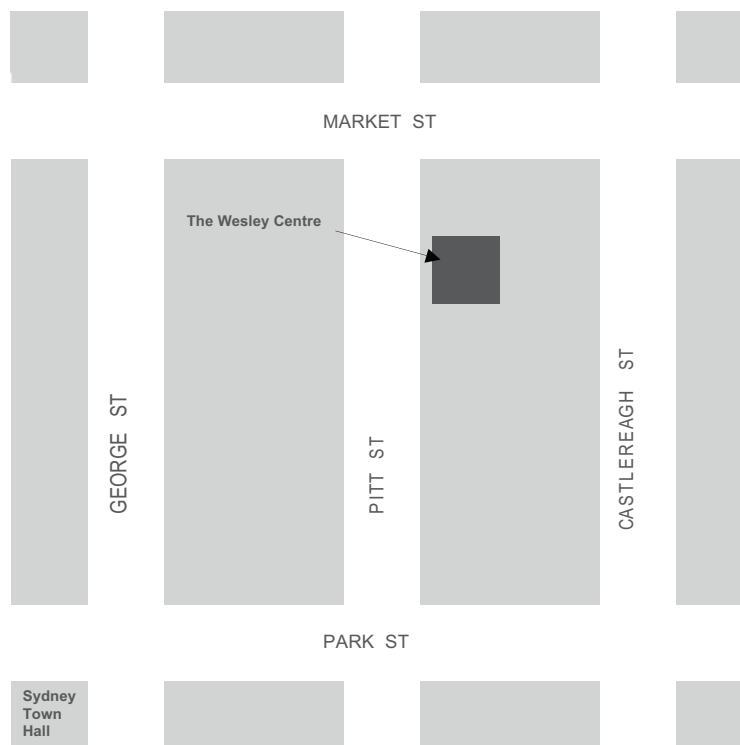 MARKET ST
The Wesley Centre
GEORGE ST
PITT ST
CASTLEREAGH ST
PARK ST
Sydney
Town
Hall